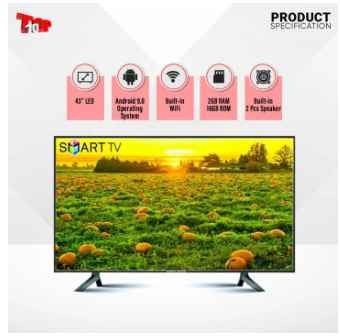 T10
PRODUCT
SPECIFICATION
43" LED
Android 9.0
Operating
System
Built-in
WiFi
2GB RAM
16GB ROM
Built-in
2 Pcs Speaker
SMART TV